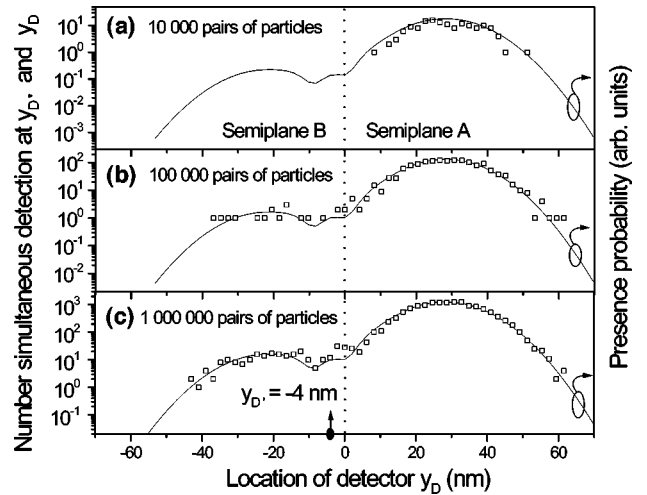 Number simultaneous detection at y_D, and y_D
Presence probability (arb. units)
(a) 10 000 pairs of particles
10^1
10^0
10^-1
10^-2
10^-3
Semiplane B
Semiplane A
(b) 100 000 pairs of particles
10^2
10^1
10^0
10^-1
10^-2
(c) 1 000 000 pairs of particles
10^3
10^2
10^1
10^0
10^-1
y_D' = -4 nm
-60 -40 -20 0 20 40 60
Location of detector y_D (nm)